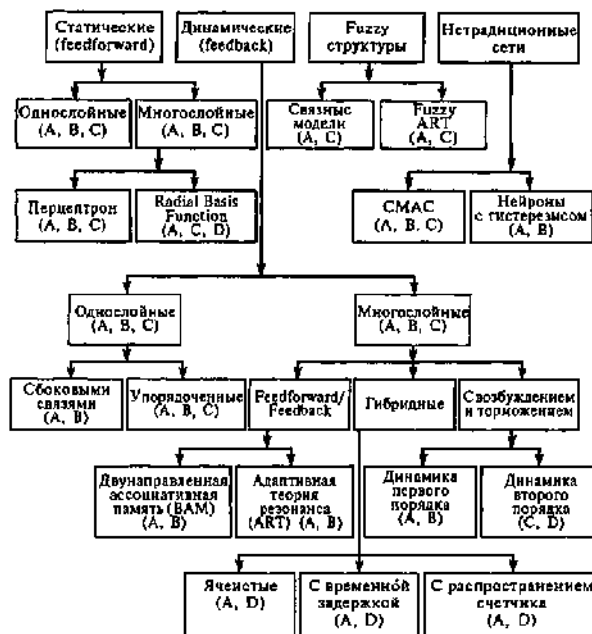 Статические
(feedforward)
Динамические
(feedback)
Fuzzy
структуры
Нетрадиционные
сети
Однослойные
(A, B, C)
Многослойные
(A, B, C)
Связные
модели
(A, C)
Fuzzy
ART
(A, C)
Перцептрон
(A, B, C)
Radial Basis
Function
(A, C, D)
CMAC
(A, B, C)
Нейроны
с гистерезысом
(A, B)
Однослойные
(A, B, C)
Многослойные
(A, B, C)
Сбоковыми
связями
(A, B)
Упорядоченные
(A, B, C)
Feedforward/
Feedback
Гибридные
Свозбуждением
и торможением
Двунаправленная
ассоциативная
память (BAM)
(A, B)
Адаптивная
теория
резонанса
(ART) (A, B)
Динамика
первого
порядка
(A, B)
Динамика
второго
порядка
(C, D)
Ячеистые
(A, D)
С временной
задержкой
(A, D)
С распространением
счетчика
(A, D)